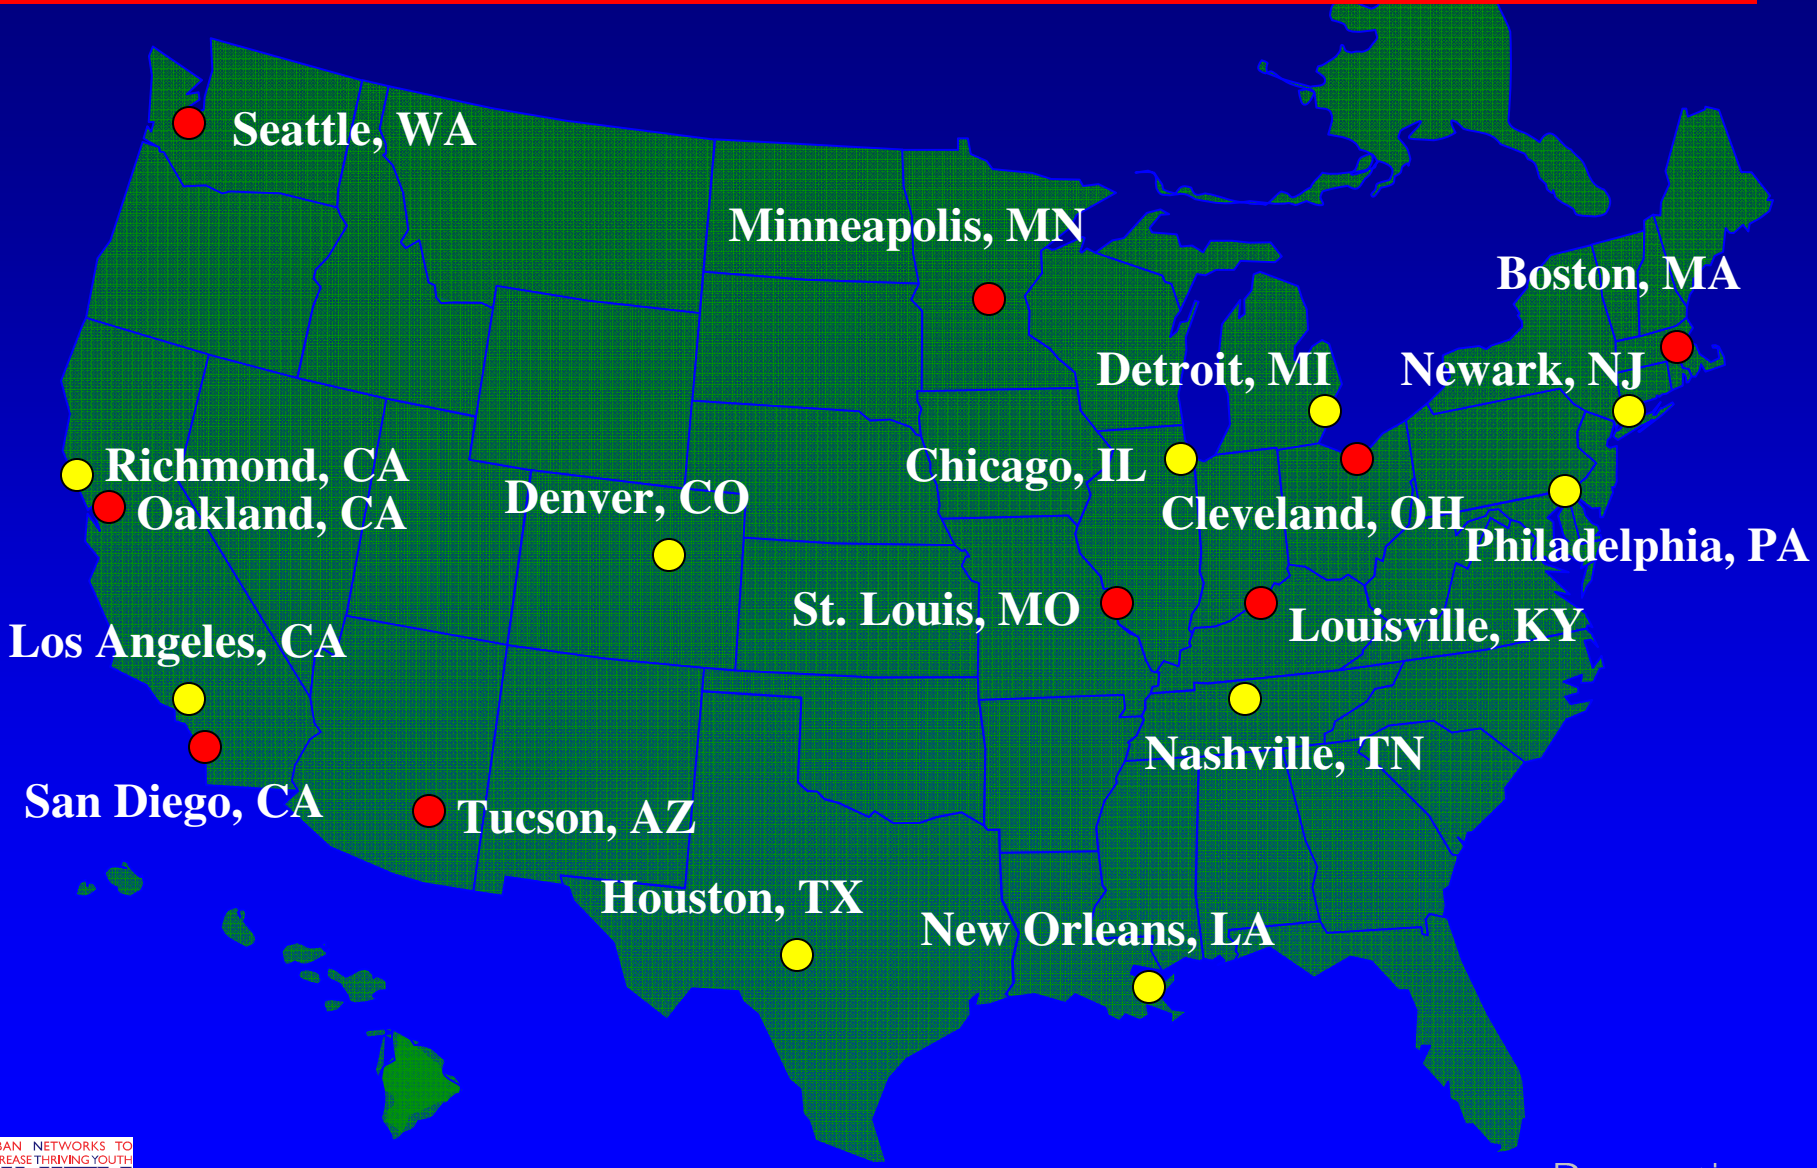 Seattle, WA
Minneapolis, MN
Boston, MA
Detroit, MI
Newark, NJ
Richmond, CA
Chicago, IL
Oakland, CA
Denver, CO
Cleveland, OH
Philadelphia, PA
St. Louis, MO
Louisville, KY
Los Angeles, CA
Nashville, TN
San Diego, CA
Tucson, AZ
Houston, TX
New Orleans, LA
NETWORKS TO
THRIVING YOUTH